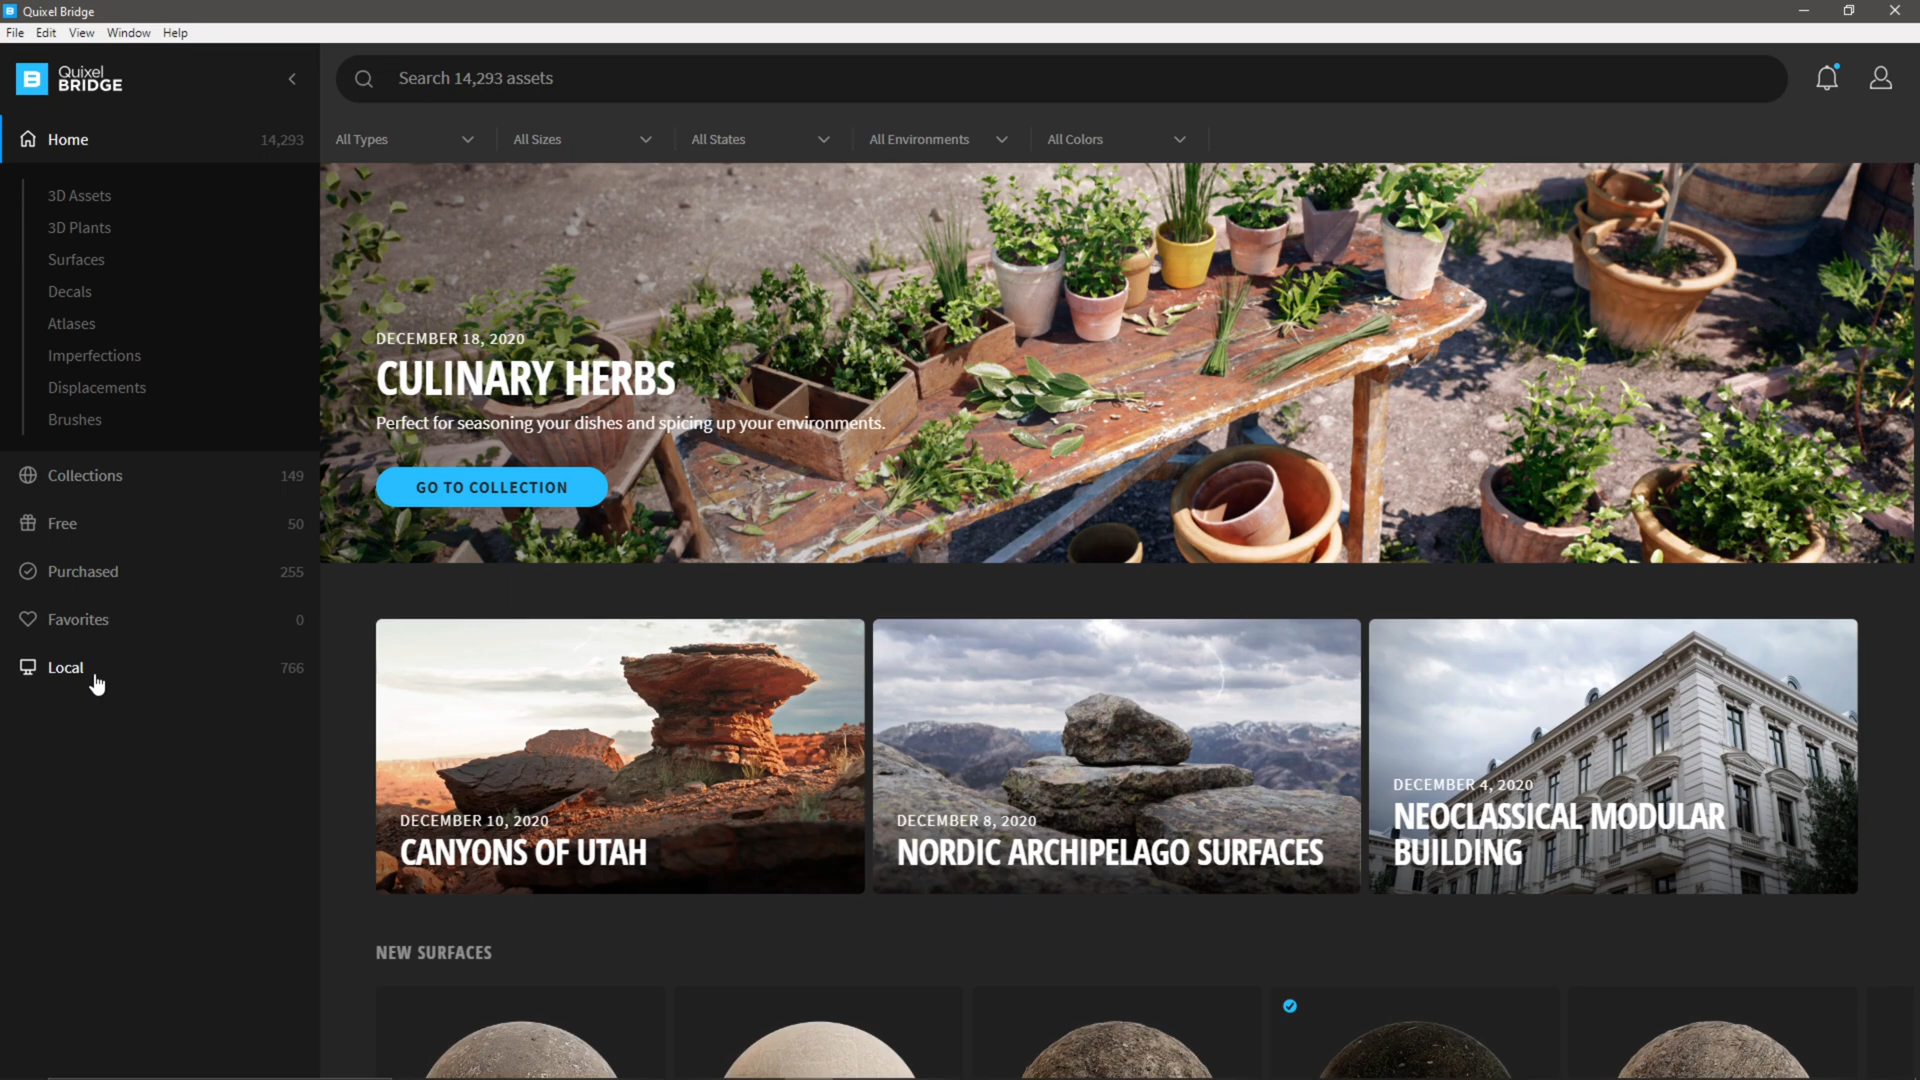 Quixel Bridge
File Edit View Window Help
Quixel
BRIDGE
Search 14,293 assets
Home 14,293
All Types All Sizes All States All Environments All Colors
3D Assets
3D Plants
Surfaces
Decals
Atlases
Imperfections
Displacements
Brushes
Collections 149
Free 50
Purchased 255
Favorites 0
Local 766
DECEMBER 18, 2020
CULINARY HERBS
Perfect for seasoning your dishes and spicing up your environments.
GO TO COLLECTION
DECEMBER 10, 2020
CANYONS OF UTAH
DECEMBER 8, 2020
NORDIC ARCHIPELAGO SURFACES
DECEMBER 4, 2020
NEOCLASSICAL MODULAR
BUILDING
NEW SURFACES